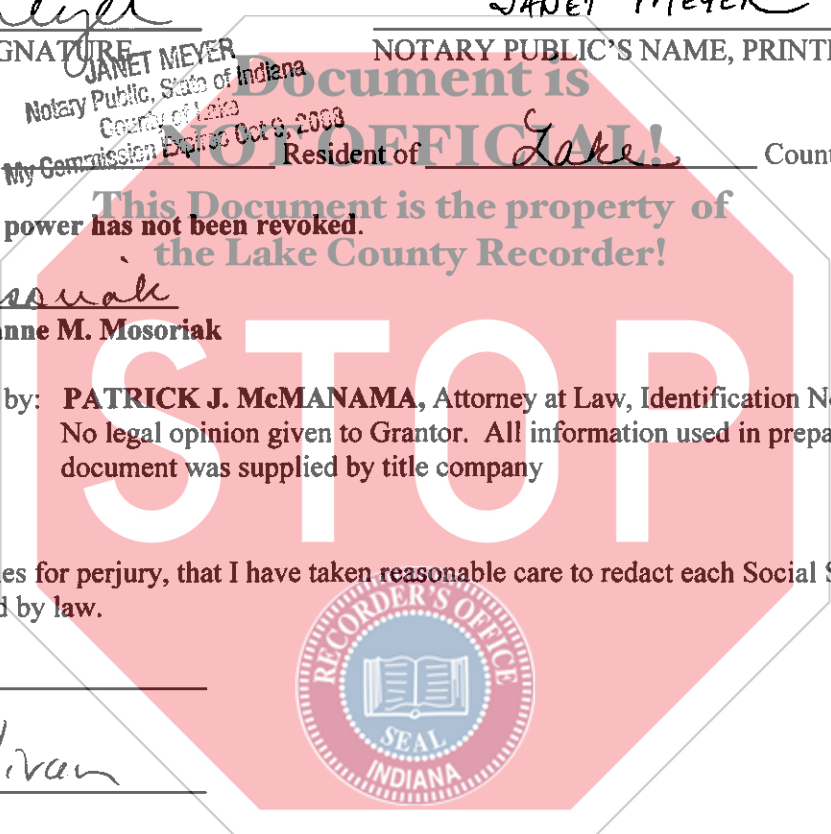 JANET MEYER
GNATURE NOTARY PUBLIC'S NAME, PRINT
JANET MEYER
Notary Public, State of Indiana
County of Lake
My Commission Expires Oct 9, 2008
Document is
NOT OFFICIAL!
Resident of Lake Count
This Document is the property of
the Lake County Recorder!
power has not been revoked.
anne M. Mosoriak
STOP
by: PATRICK J. McMANAMA, Attorney at Law, Identification N
No legal opinion given to Grantor. All information used in prepa
document was supplied by title company
es for perjury, that I have taken reasonable care to redact each Social S
d by law.
RECORDER'S OFFICE
SEAL
INDIANA